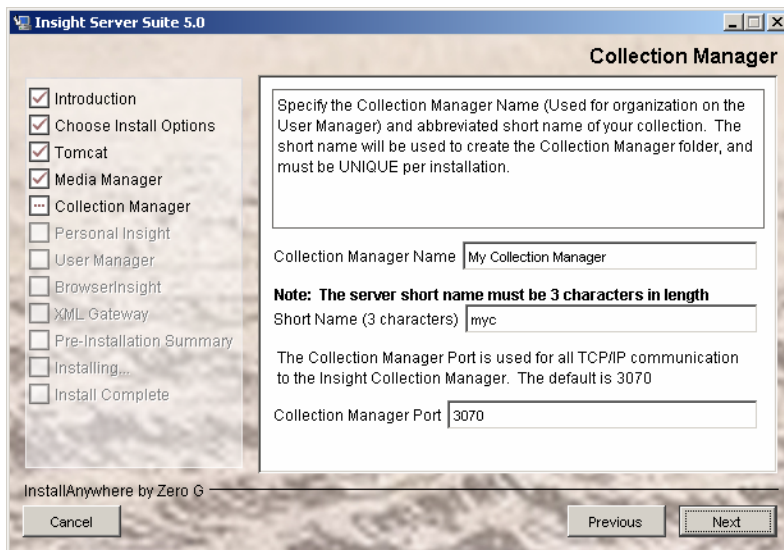 Insight Server Suite 5.0
Collection Manager
Introduction
Choose Install Options
Tomcat
Media Manager
Collection Manager
Personal Insight
User Manager
BrowserInsight
XML Gateway
Pre-Installation Summary
Installing...
Install Complete
Specify the Collection Manager Name (Used for organization on the
User Manager) and abbreviated short name of your collection. The
short name will be used to create the Collection Manager folder, and
must be UNIQUE per installation.
Collection Manager Name My Collection Manager
Note: The server short name must be 3 characters in length
Short Name (3 characters) myc
The Collection Manager Port is used for all TCP/IP communication
to the Insight Collection Manager. The default is 3070
Collection Manager Port 3070
InstallAnywhere by Zero G
Cancel Previous Next